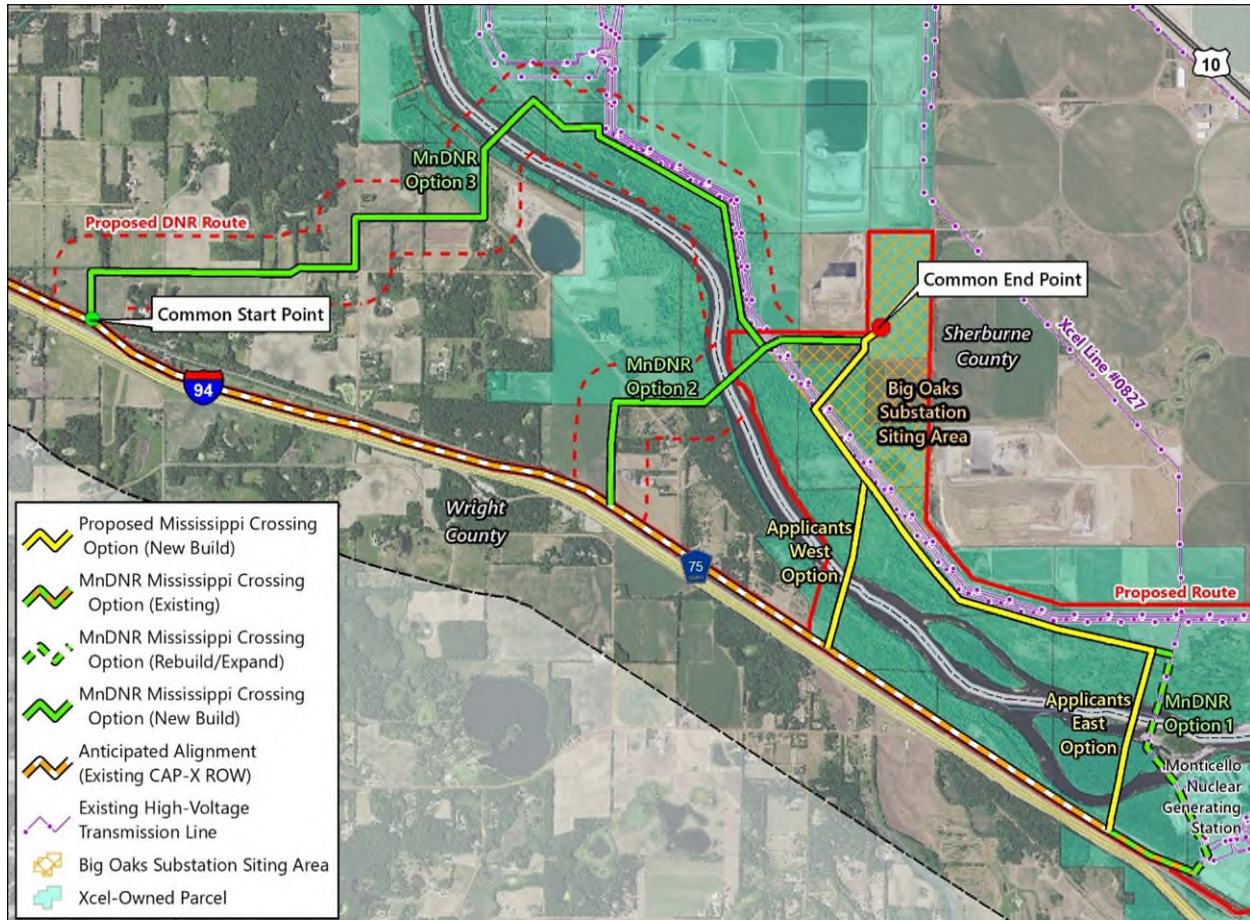 10
MnDNR
Option 3
Proposed DNR Route
Common Start Point
Common End Point
Sherburne
County
Xcel Line #0827
MnDNR
Option 2
94
Big Oaks
Substation
Siting Area
Wright
County
Applicants
West
Option
75
Proposed Route
Applicants
East
Option
MnDNR
Option 1
Monticello
Nuclear
Generating
Station
Proposed Mississippi Crossing
Option (New Build)
MnDNR Mississippi Crossing
Option (Existing)
MnDNR Mississippi Crossing
Option (Rebuild/Expand)
MnDNR Mississippi Crossing
Option (New Build)
Anticipated Alignment
(Existing CAP-X ROW)
Existing High-Voltage
Transmission Line
Big Oaks Substation Siting Area
Xcel-Owned Parcel